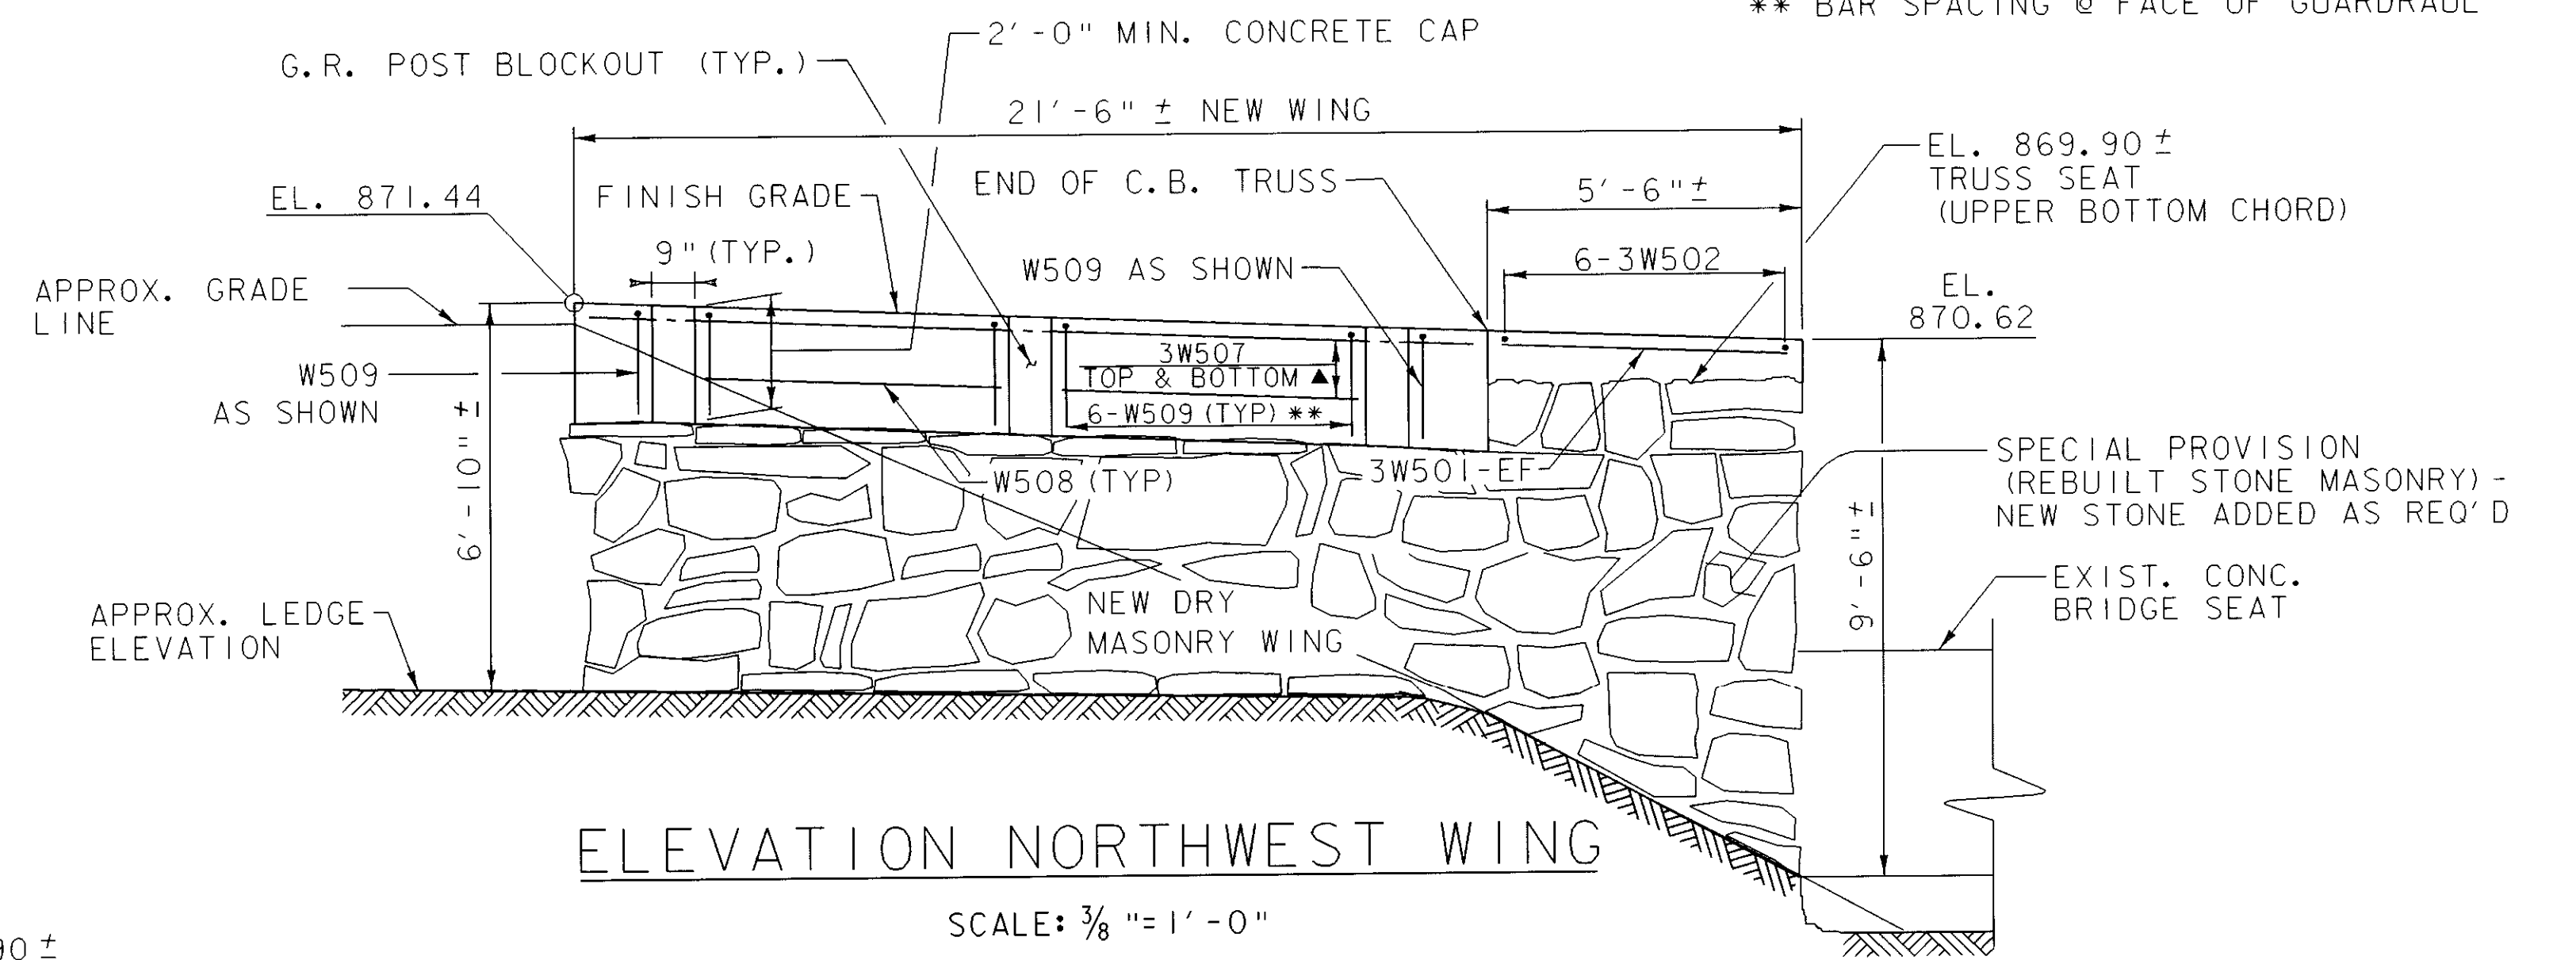 ** BAR SPACING @ FACE OF GUARDRAUL
2'-0" MIN. CONCRETE CAP
G.R. POST BLOCKOUT (TYP.)
21'-6" ± NEW WING
EL. 869.90 ±
TRUSS SEAT
(UPPER BOTTOM CHORD)
EL. 871.44
FINISH GRADE
END OF C.B. TRUSS
5'-6"±
9"(TYP.)
W509 AS SHOWN
6-3W502
APPROX. GRADE
LINE
EL.
870.62
3W507
TOP & BOTTOM ▲
W509
AS SHOWN
6-W509 (TYP) **
6'-10" ±
W508 (TYP)
3W501-EF
SPECIAL PROVISION
(REBUILT STONE MASONRY)-
NEW STONE ADDED AS REQ'D
9'-6" ±
EXIST. CONC.
BRIDGE SEAT
NEW DRY
MASONRY WING
APPROX. LEDGE
ELEVATION
ELEVATION NORTHWEST WING
SCALE: ⅜ "= 1'-0"
90 ±